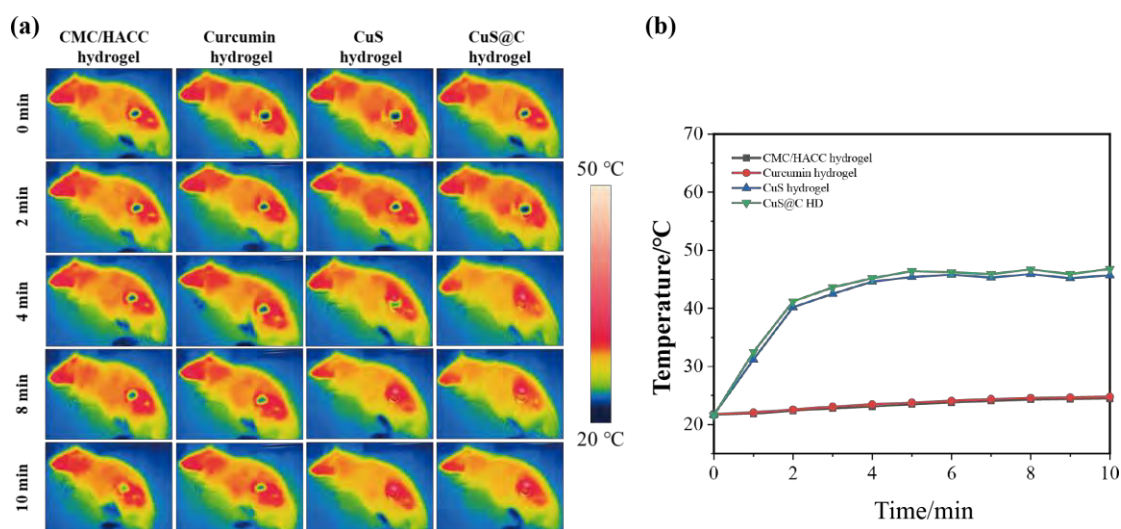 (a)
CMC/HACC
hydrogel
Curcumin
hydrogel
CuS
hydrogel
CuS@C
hydrogel
0 min
2 min
4 min
8 min
10 min
50 ℃
20 ℃
(b)
70
60
50
40
30
20
CMC/HACC hydrogel
Curcumin hydrogel
CuS hydrogel
CuS@C HD
Temperature/°C
0
2
4
6
8
10
Time/min